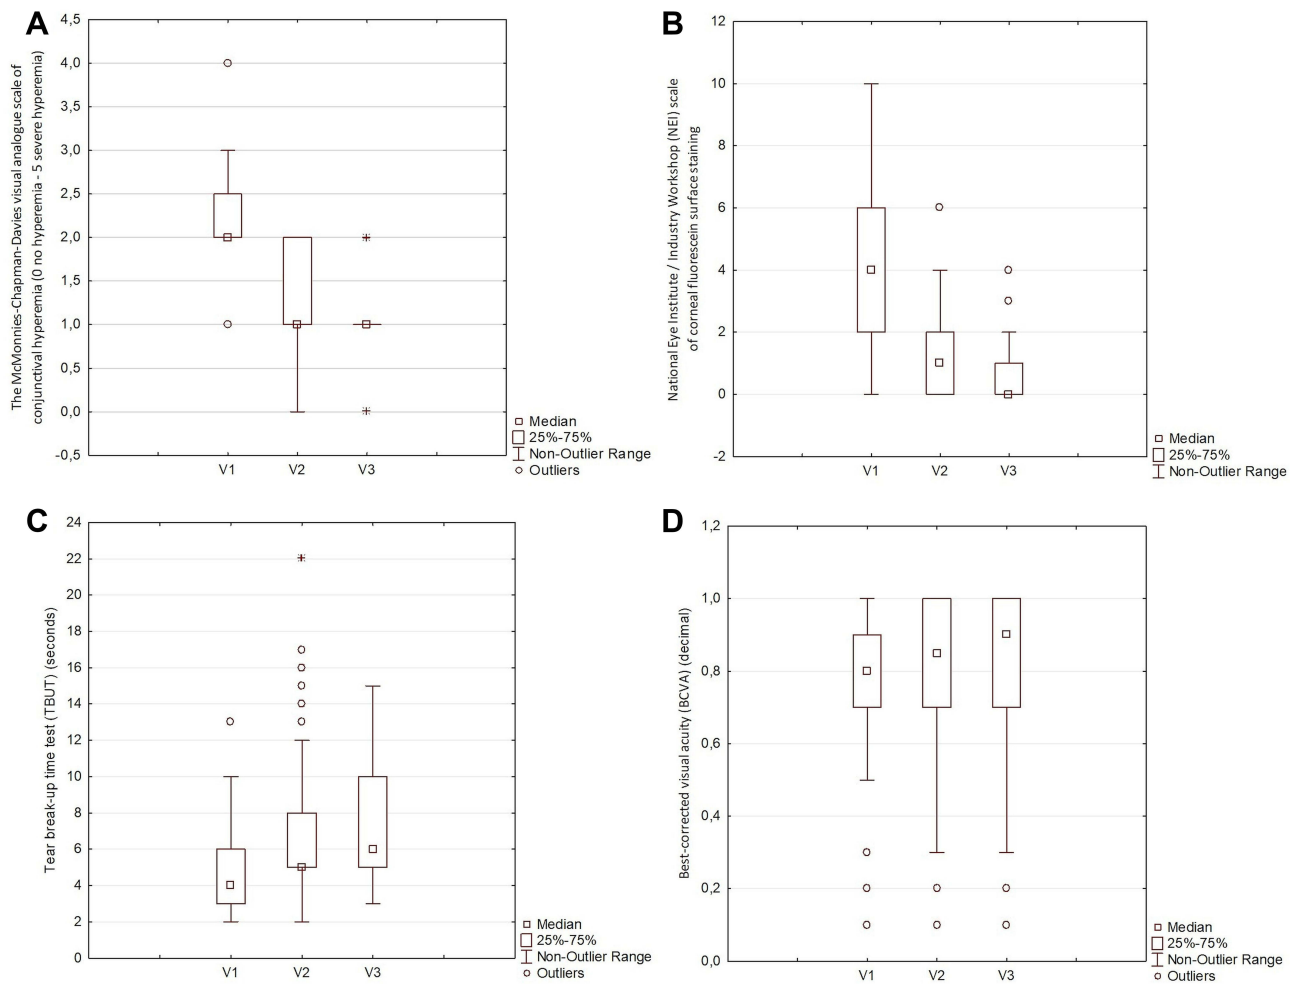 A
The McMonnies-Chapman-Davies visual analogue scale of
conjunctival hyperemia (0 no hyperemia - 5 severe hyperemia)
4,5
4,0
3,5
3,0
2,5
2,0
1,5
1,0
0,5
0,0
-0,5
V1 V2 V3
Median
25%-75%
Non-Outlier Range
Outliers
B
National Eye Institute / Industry Workshop (NEI) scale
of corneal fluorescein surface staining
12
10
8
6
4
2
0
-2
V1 V2 V3
Median
25%-75%
Non-Outlier Range
C
Tear break-up time test (TBUT) (seconds)
24
22
20
18
16
14
12
10
8
6
4
2
0
V1 V2 V3
Median
25%-75%
Non-Outlier Range
Outliers
D
Best-corrected visual acuity (BCVA) (decimal)
1,2
1,0
0,8
0,6
0,4
0,2
0,0
V1 V2 V3
Median
25%-75%
Non-Outlier Range
Outliers